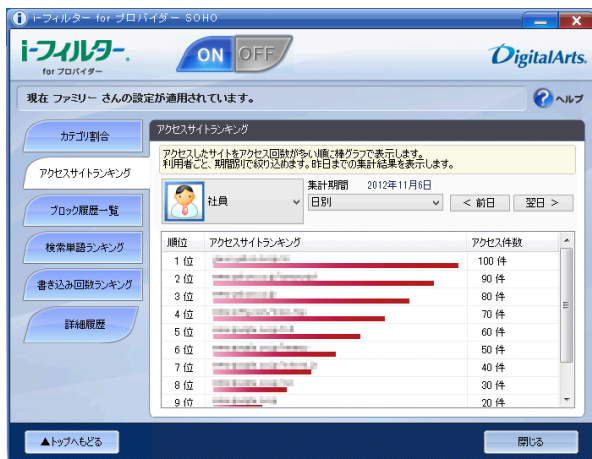 i-フィルター for プロバイダー SOHO
i-フィルター®
for プロバイダー
ON OFF
DigitalArts®
現在 ファミリー さんの設定が適用されています。
ヘルプ
カテゴリ割合
アクセスサイトランキング
ブロック履歴一覧
検索単語ランキング
書き込み回数ランキング
詳細履歴
アクセスサイトランキング
アクセスしたサイトをアクセス回数が多い順に棒グラフで表示します。
利用者ごと、期間別で絞り込めます。昨日までの集計結果を表示します。
社員
集計期間 2012年11月6日
日別
< 前日
翌日 >
順位 アクセスサイトランキング アクセス件数
1 位 100 件
2 位 90 件
3 位 80 件
4 位 70 件
5 位 60 件
6 位 50 件
7 位 40 件
8 位 30 件
9 位 20 件
▲トップへもどる
閉じる